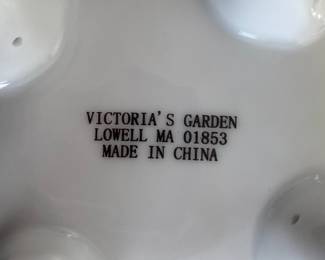 VICTORIA'S GARDEN
LOWELL MA 01853
MADE IN CHINA